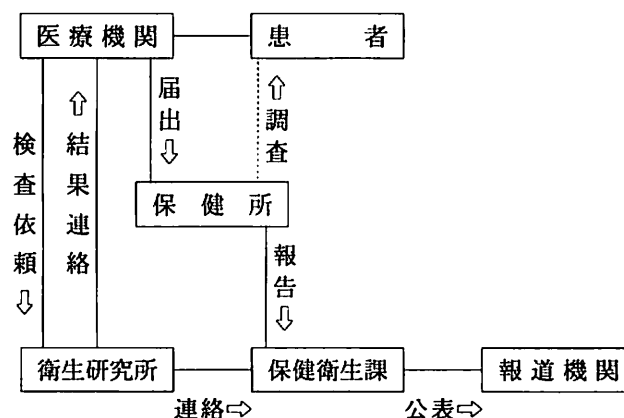 医療機関
患者
届出⇩
⇧調査
検査依頼⇩
⇧結果連絡
保健所
報告⇩
衛生研究所
保健衛生課
報道機関
連絡⇨
公表⇨